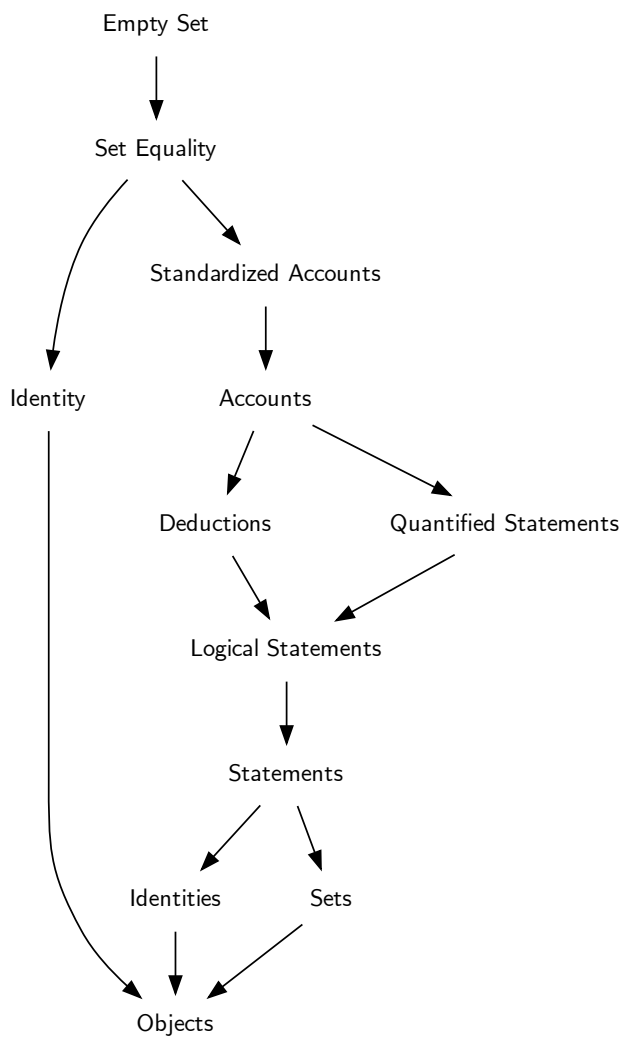 Empty Set
Set Equality
Standardized Accounts
Identity
Accounts
Deductions
Quantified Statements
Logical Statements
Statements
Identities
Sets
Objects